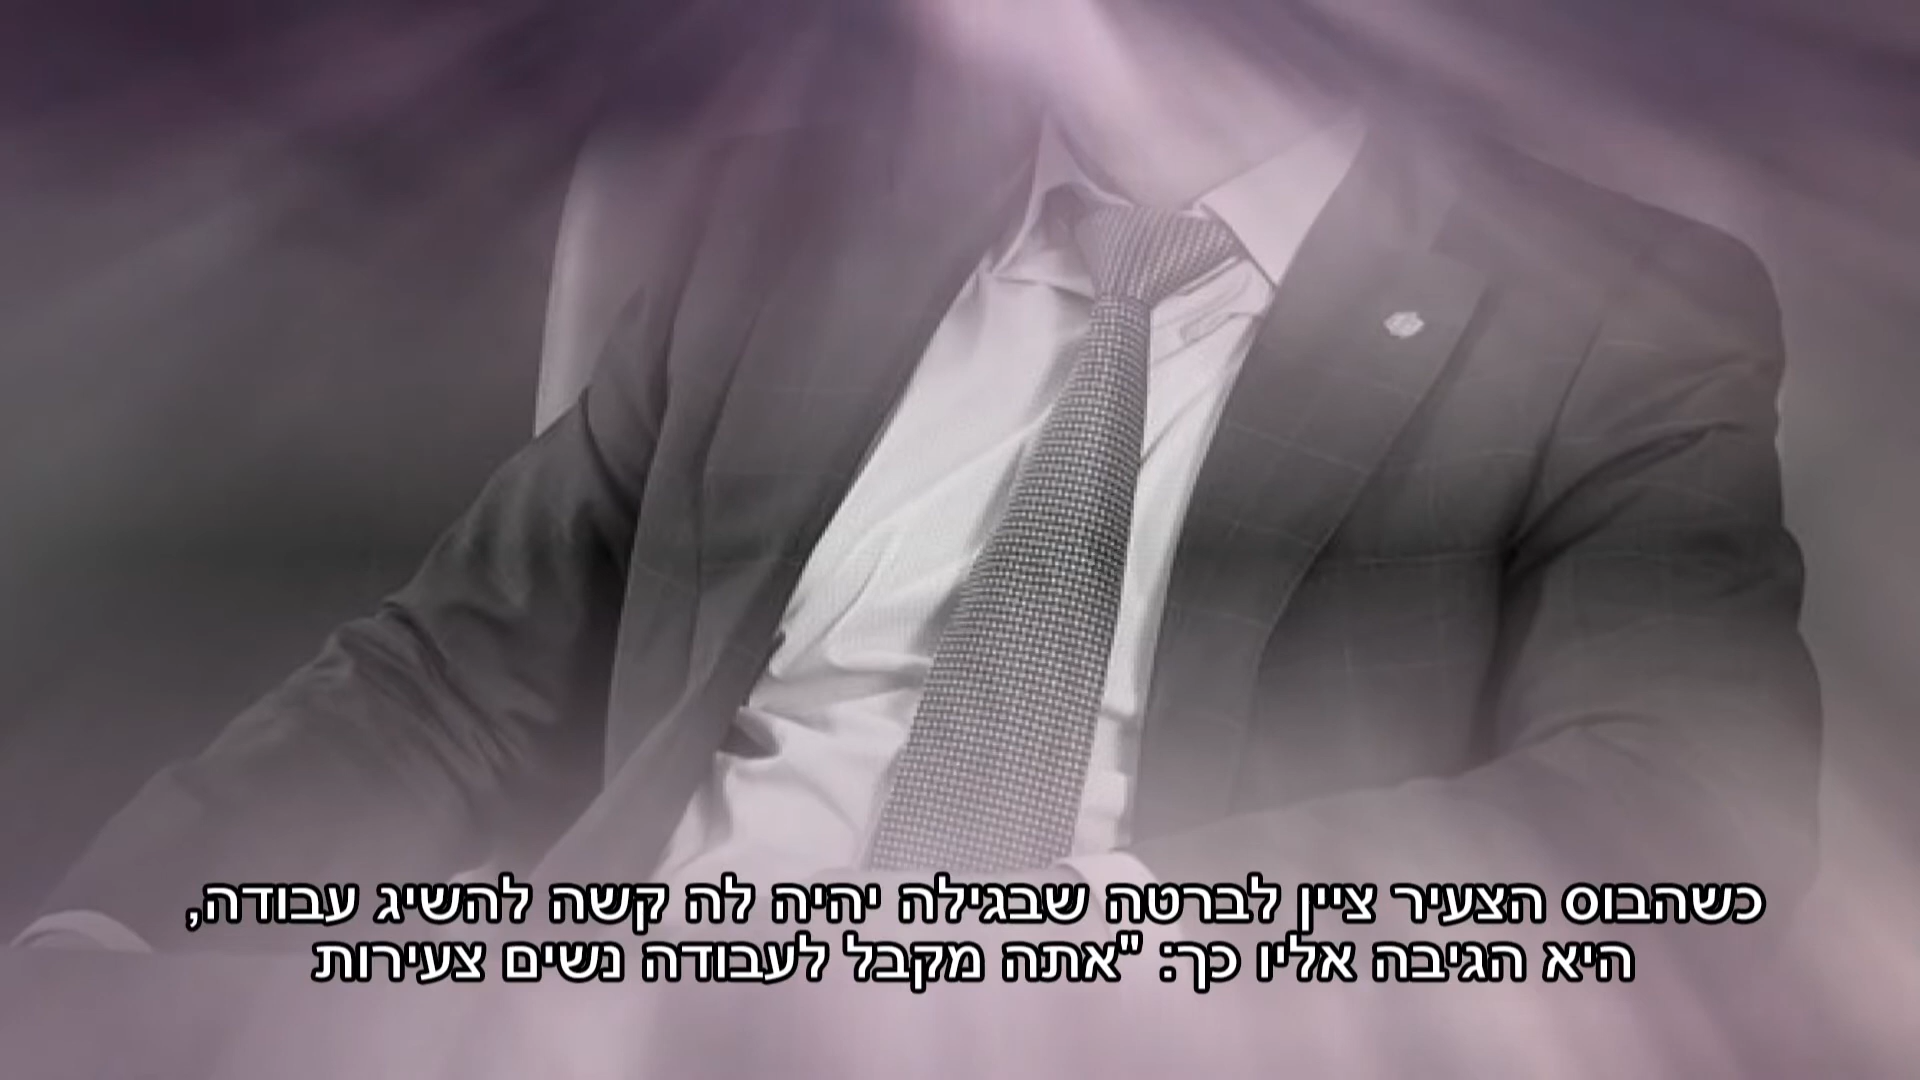 כשהבוס הצעיר ציין לברטה שבגילה יהיה לה קשה להשיג עבודה,
היא הגיבה אליו כך: "אתה מקבל לעבודה נשים צעירות